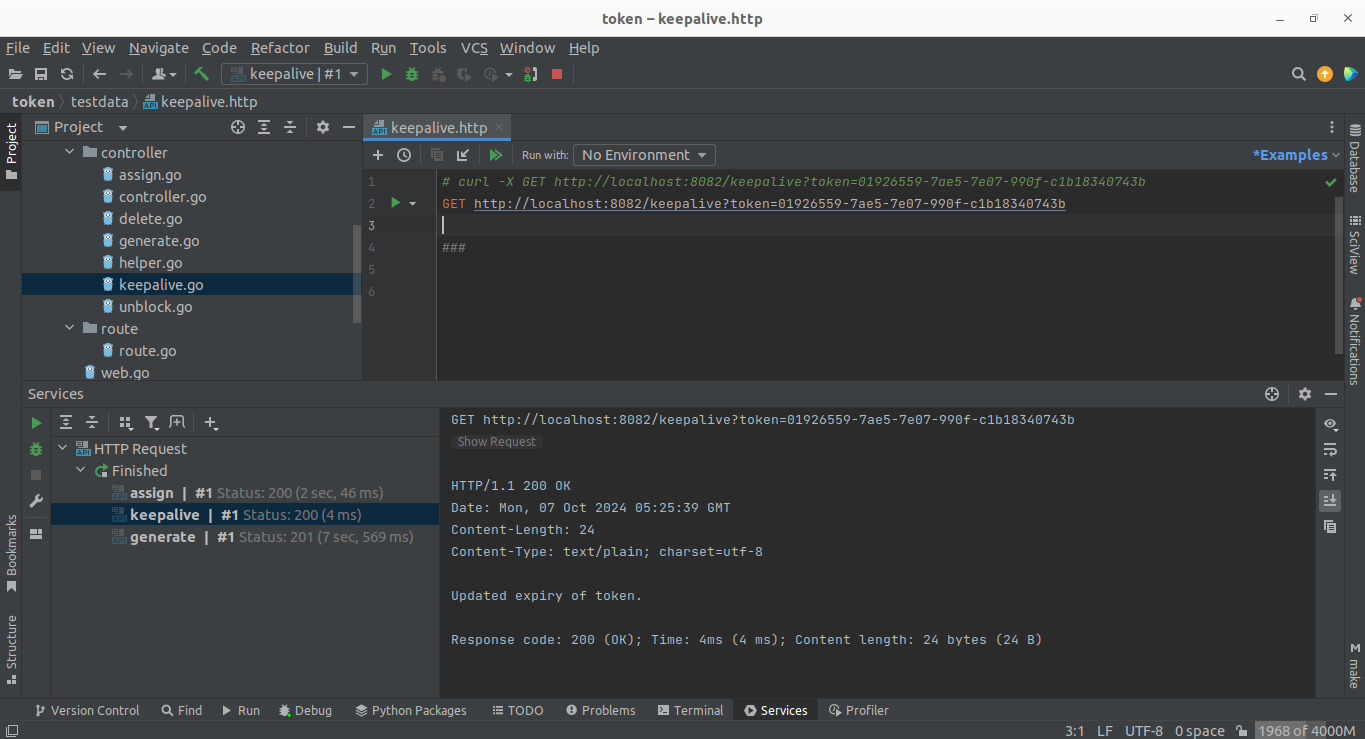 token – keepalive.http
File Edit View Navigate Code Refactor Build Run Tools VCS Window Help
keepalive | #1
token testdata keepalive.http
Project
Project
keepalive.http
controller
assign.go
controller.go
delete.go
generate.go
helper.go
keepalive.go
unblock.go
route
route.go
web.go
Run with: No Environment
*Examples
1 # curl -X GET http://localhost:8082/keepalive?token=01926559-7ae5-7e07-990f-c1b18340743b
2 GET http://localhost:8082/keepalive?token=01926559-7ae5-7e07-990f-c1b18340743b
3
4 ###
5
6
Database
SciView
Notifications
make
Services
HTTP Request
Finished
assign | #1 Status: 200 (2 sec, 46 ms)
keepalive | #1 Status: 200 (4 ms)
generate | #1 Status: 201 (7 sec, 569 ms)
GET http://localhost:8082/keepalive?token=01926559-7ae5-7e07-990f-c1b18340743b
Show Request
HTTP/1.1 200 OK
Date: Mon, 07 Oct 2024 05:25:39 GMT
Content-Length: 24
Content-Type: text/plain; charset=utf-8
Updated expiry of token.
Response code: 200 (OK); Time: 4ms (4 ms); Content length: 24 bytes (24 B)
Bookmarks
Structure
Version Control Find Run Debug Python Packages TODO Problems Terminal Services Profiler
3:1 LF UTF-8 0 space 1968 of 4000M